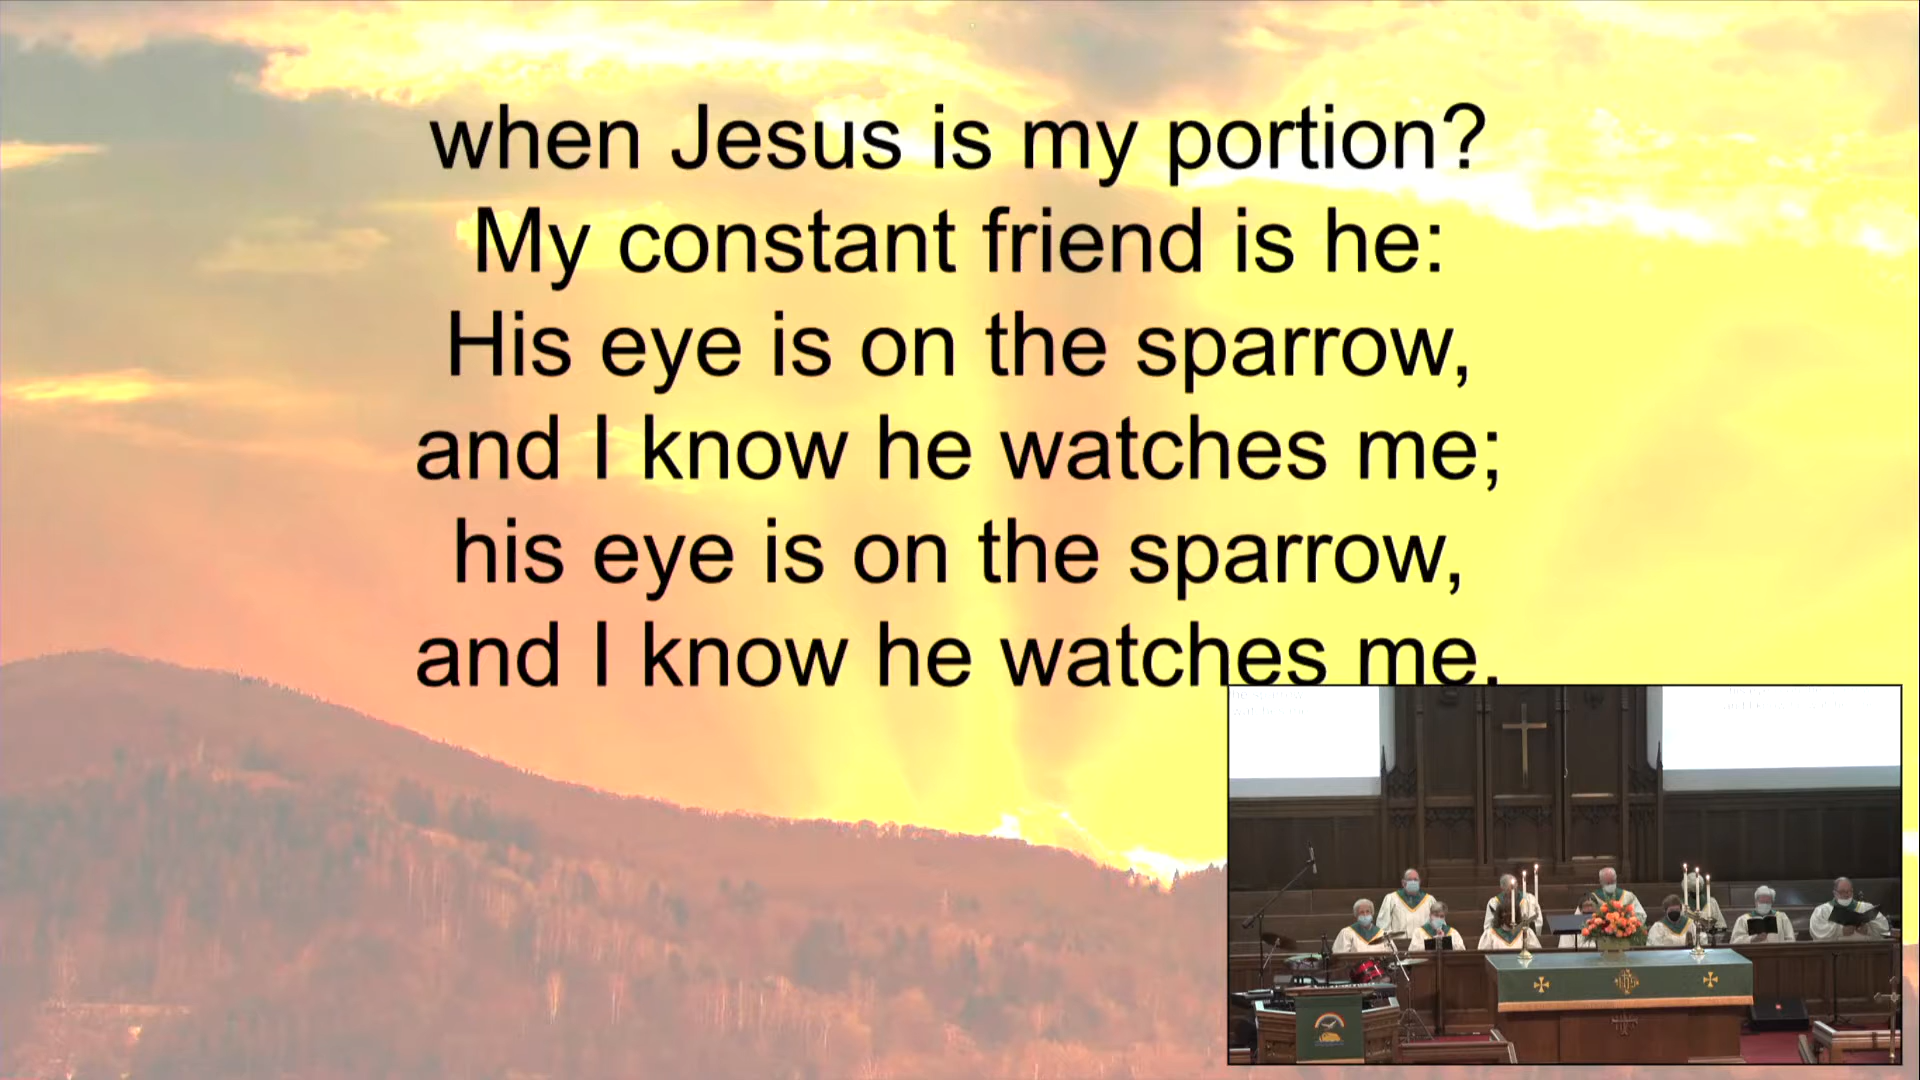 when Jesus is my portion?
My constant friend is he:
His eye is on the sparrow,
and I know he watches me;
his eye is on the sparrow,
and I know he watches me.